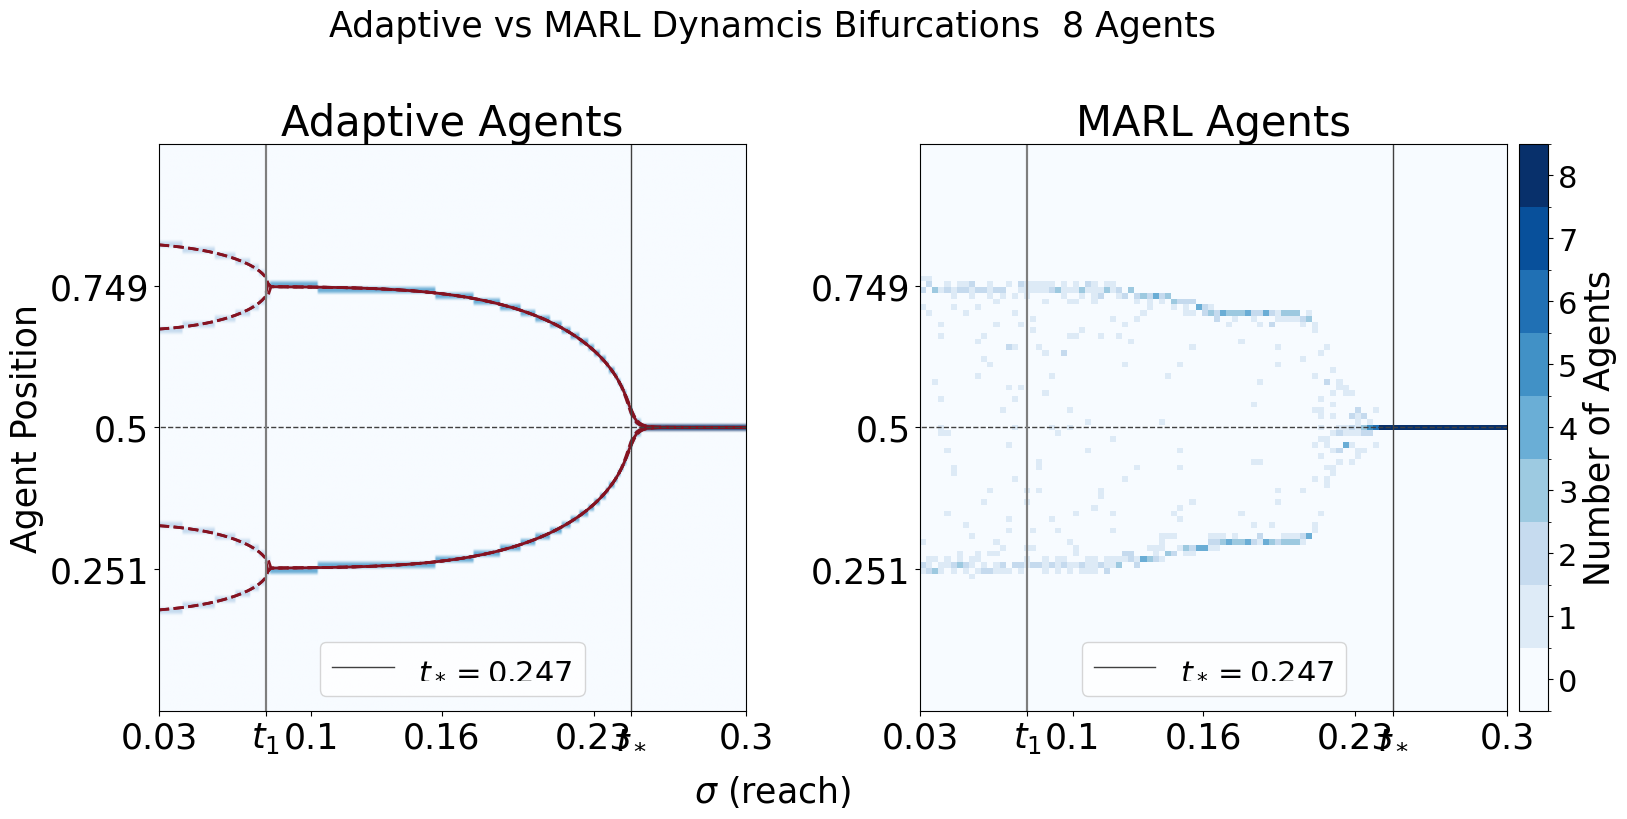 Adaptive vs MARL Dynamcis Bifurcations 8 Agents
Adaptive Agents
MARL Agents
Agent Position
0.749
0.5
0.251
t* = 0.247
0.03
t1
0.1
0.16
0.23
t*
0.3
0.749
0.5
0.251
t* = 0.247
0.03
t1
0.1
0.16
0.23
t*
0.3
8
7
6
5
4
3
2
1
0
Number of Agents
σ (reach)